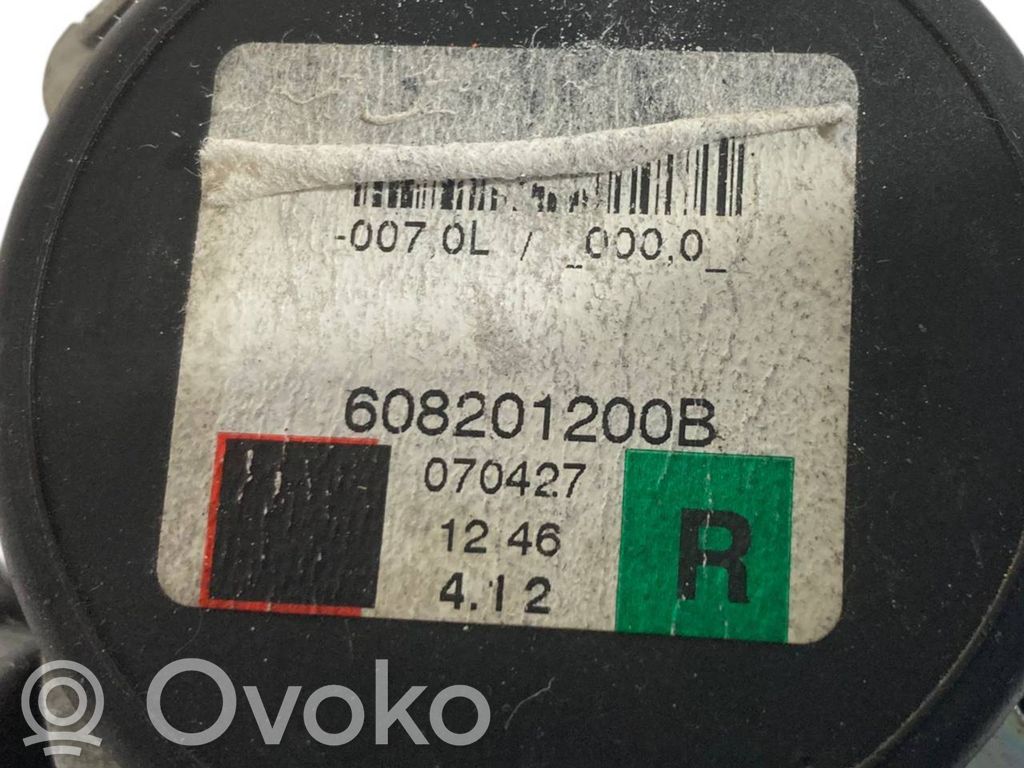 -007,0L / _000,0_
608201200B
070427
12 46
4.12
R
Ovoko